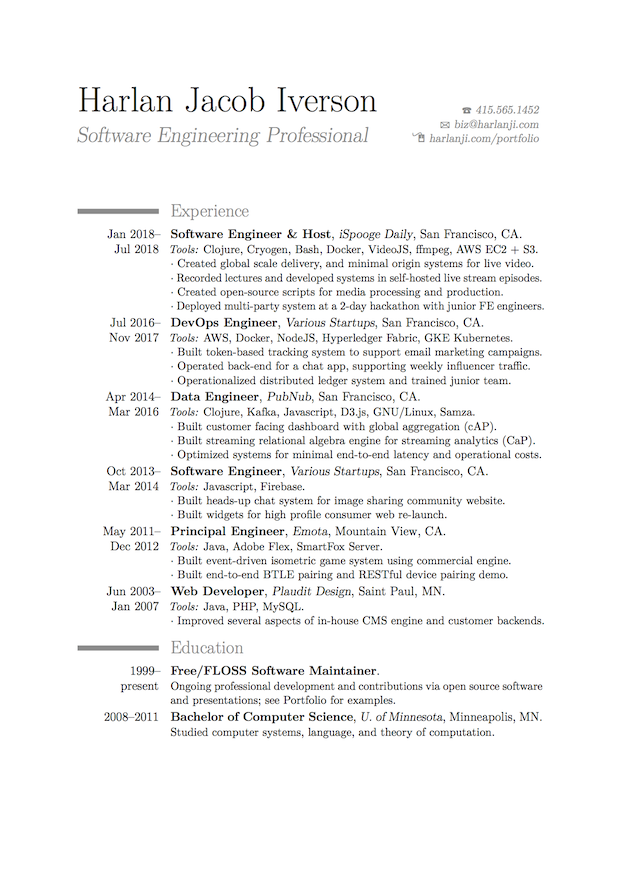 Harlan Jacob Iverson
Software Engineering Professional
☎ 415.565.1452
✉ biz@harlanji.com
harlanji.com/portfolio
Experience
Jan 2018– Software Engineer & Host, iSpooge Daily, San Francisco, CA.
Jul 2018 Tools: Clojure, Cryogen, Bash, Docker, VideoJS, ffmpeg, AWS EC2 + S3.
· Created global scale delivery, and minimal origin systems for live video.
· Recorded lectures and developed systems in self-hosted live stream episodes.
· Created open-source scripts for media processing and production.
· Deployed multi-party system at a 2-day hackathon with junior FE engineers.
Jul 2016– DevOps Engineer, Various Startups, San Francisco, CA.
Nov 2017 Tools: AWS, Docker, NodeJS, Hyperledger Fabric, GKE Kubernetes.
· Built token-based tracking system to support email marketing campaigns.
· Operated back-end for a chat app, supporting weekly influencer traffic.
· Operationalized distributed ledger system and trained junior team.
Apr 2014– Data Engineer, PubNub, San Francisco, CA.
Mar 2016 Tools: Clojure, Kafka, Javascript, D3.js, GNU/Linux, Samza.
· Built customer facing dashboard with global aggregation (cAP).
· Built streaming relational algebra engine for streaming analytics (CaP).
· Optimized systems for minimal end-to-end latency and operational costs.
Oct 2013– Software Engineer, Various Startups, San Francisco, CA.
Mar 2014 Tools: Javascript, Firebase.
· Built heads-up chat system for image sharing community website.
· Built widgets for high profile consumer web re-launch.
May 2011– Principal Engineer, Emota, Mountain View, CA.
Dec 2012 Tools: Java, Adobe Flex, SmartFox Server.
· Built event-driven isometric game system using commercial engine.
· Built end-to-end BTLE pairing and RESTful device pairing demo.
Jun 2003– Web Developer, Plaudit Design, Saint Paul, MN.
Jan 2007 Tools: Java, PHP, MySQL.
· Improved several aspects of in-house CMS engine and customer backends.
Education
1999– Free/FLOSS Software Maintainer.
present Ongoing professional development and contributions via open source software
and presentations; see Portfolio for examples.
2008–2011 Bachelor of Computer Science, U. of Minnesota, Minneapolis, MN.
Studied computer systems, language, and theory of computation.